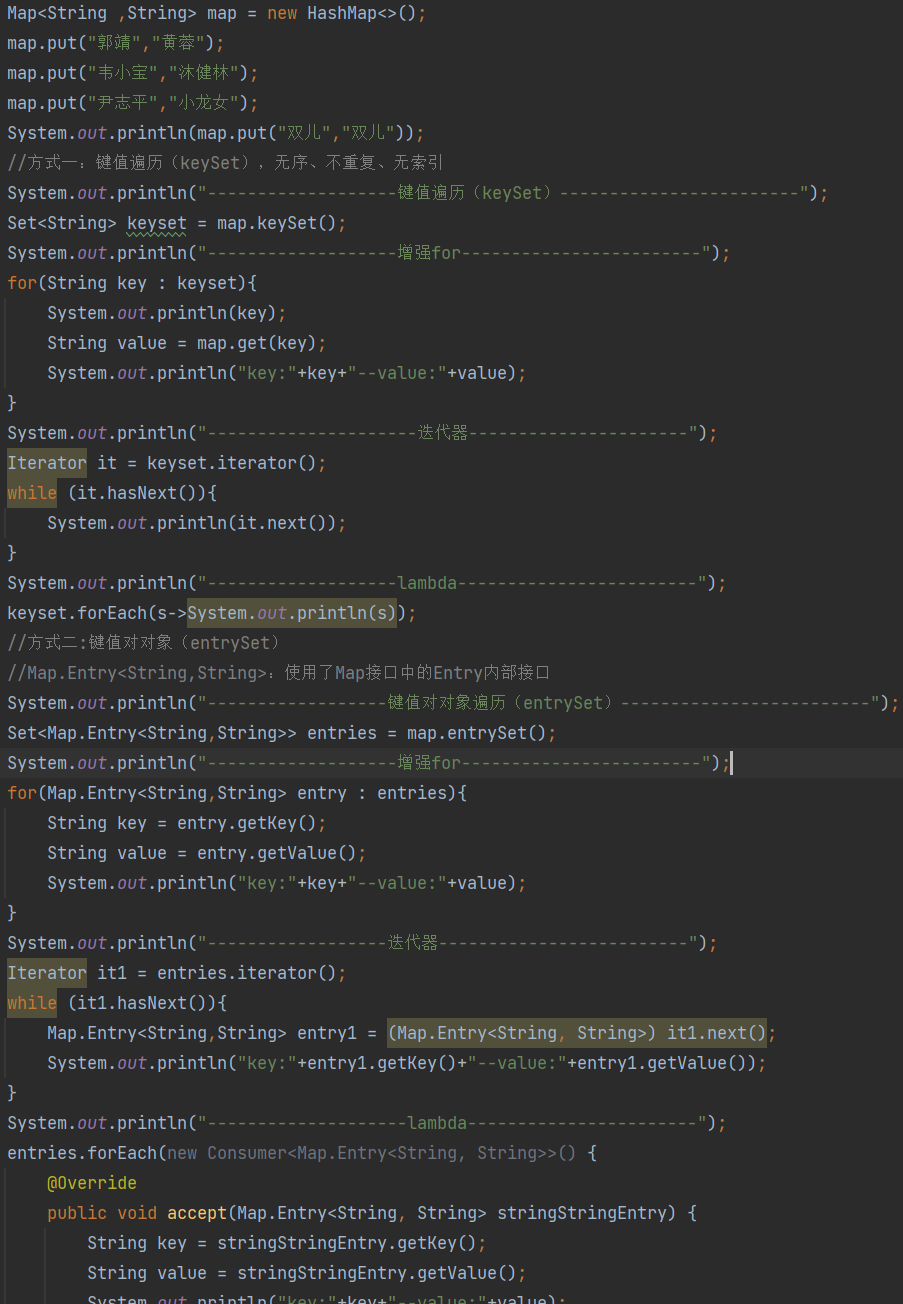 Map<String ,String> map = new HashMap<>();
map.put("郭靖","黄蓉");
map.put("韦小宝","沐健林");
map.put("尹志平","小龙女");
System.out.println(map.put("双儿","双儿"));
//方式一：键值遍历（keySet），无序、不重复、无索引
System.out.println("-------------------键值遍历（keySet）------------------------");
Set<String> keyset = map.keySet();
System.out.println("-------------------增强for------------------------");
for(String key : keyset){
    System.out.println(key);
    String value = map.get(key);
    System.out.println("key:"+key+"--value:"+value);
}
System.out.println("---------------------迭代器----------------------");
Iterator it = keyset.iterator();
while (it.hasNext()){
    System.out.println(it.next());
}
System.out.println("-------------------lambda------------------------");
keyset.forEach(s->System.out.println(s));
//方式二:键值对对象（entrySet）
//Map.Entry<String,String>：使用了Map接口中的Entry内部接口
System.out.println("------------------键值对对象遍历（entrySet）-------------------------");
Set<Map.Entry<String,String>> entries = map.entrySet();
System.out.println("-------------------增强for------------------------");
for(Map.Entry<String,String> entry : entries){
    String key = entry.getKey();
    String value = entry.getValue();
    System.out.println("key:"+key+"--value:"+value);
}
System.out.println("------------------迭代器-------------------------");
Iterator it1 = entries.iterator();
while (it1.hasNext()){
    Map.Entry<String,String> entry1 = (Map.Entry<String, String>) it1.next();
    System.out.println("key:"+entry1.getKey()+"--value:"+entry1.getValue());
}
System.out.println("--------------------lambda-----------------------");
entries.forEach(new Consumer<Map.Entry<String, String>>() {
    @Override
    public void accept(Map.Entry<String, String> stringStringEntry) {
        String key = stringStringEntry.getKey();
        String value = stringStringEntry.getValue();
        System.out.println("key:"+key+"--value:"+value);